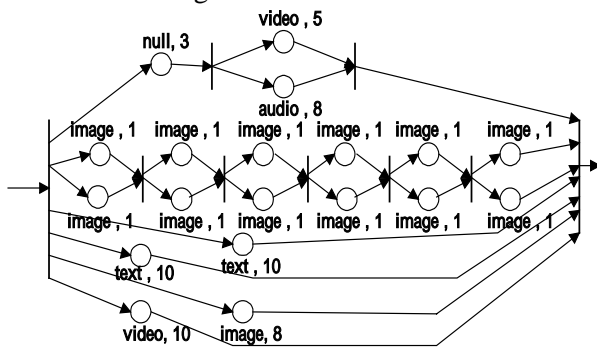 video , 5
null, 3
audio , 8
image , 1 image , 1 image , 1 image , 1 image , 1 image , 1
image , 1 image , 1 image , 1 image , 1 image , 1 image , 1
text , 10
text , 10
video, 10 image, 8